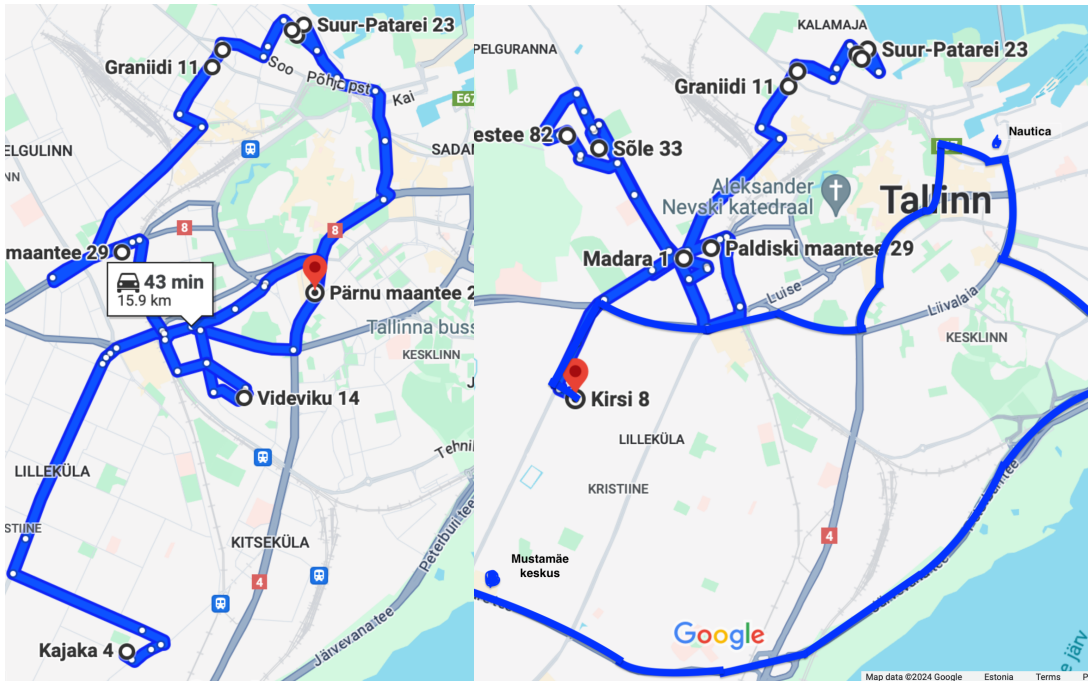 Suur-Patarei 23
Graniidi 11
Soo
Põhja pst
Kai
E67
ELGULINN
NN
SADAM
8
8
maantee 29
43 min
15.9 km
Pärnu maantee 2
Tallinna buss
KESKLINN
Videviku 14
LILLEKÜLA
STIINE
KITSEKÜLA
4
Kajaka 4
Järvevana tee
Peterburi tee
KALAMAJA
PELGURANNA
Suur-Patarei 23
Graniidi 11
estee 82
Sõle 33
Nautica
Aleksander
Nevski katedraal
Tallinn
Madara 1
Paldiski maantee 29
Luise
Liivalaia
KESKLINN
Kirsi 8
LILLEKÜLA
KRISTIINE
4
Mustamäe
keskus
Google
Map data ©2024 Google
Estonia
Terms